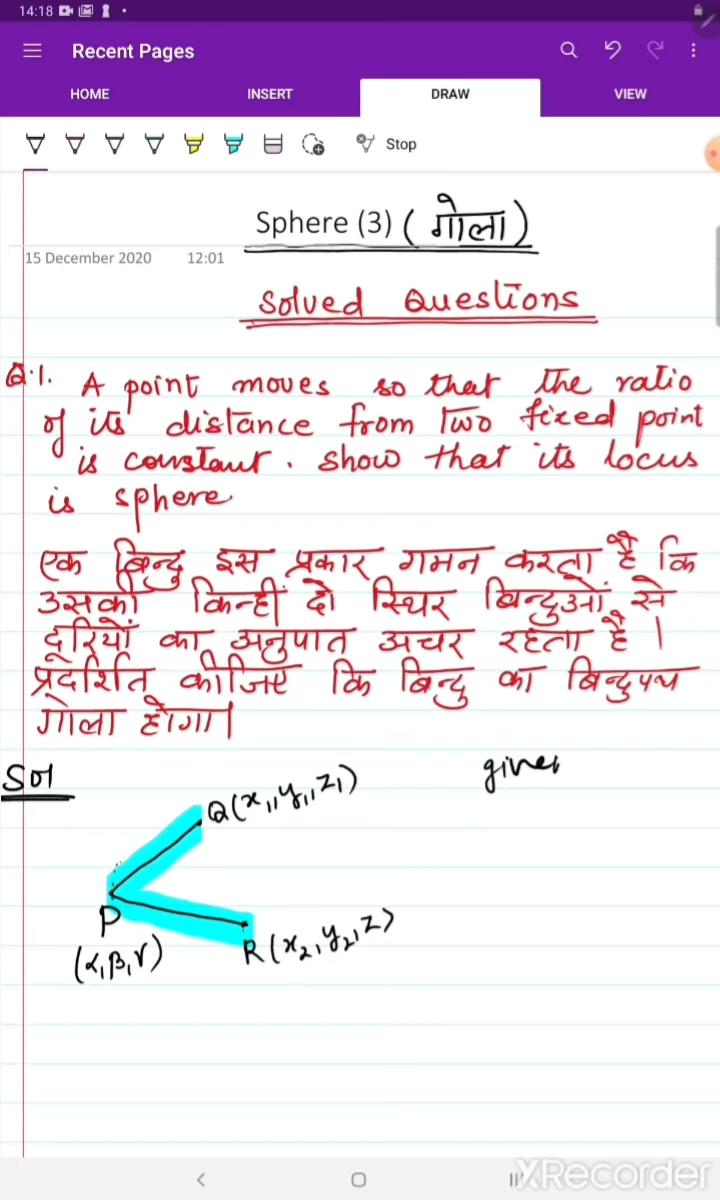 14:18
Recent Pages
HOME INSERT DRAW VIEW
Stop
Sphere (3) ( गोला )
15 December 2020 12:01
Solved Questions
Q.1. A point moves so that the ratio
of its distance from two fixed point
is constant. show that its locus
is sphere
एक बिन्दु इस प्रकार गमन करता है कि
उसकी किन्हीं दो स्थिर बिन्दुओं से
दूरियों का अनुपात अचर रहता है।
प्रदर्शित कीजिए कि बिन्दु का बिन्दुपथ
गोला होगा।
Sol given
Q(x1, y1, z1)
P
(α, β, γ)
R(x2, y2, z)
XRecorder